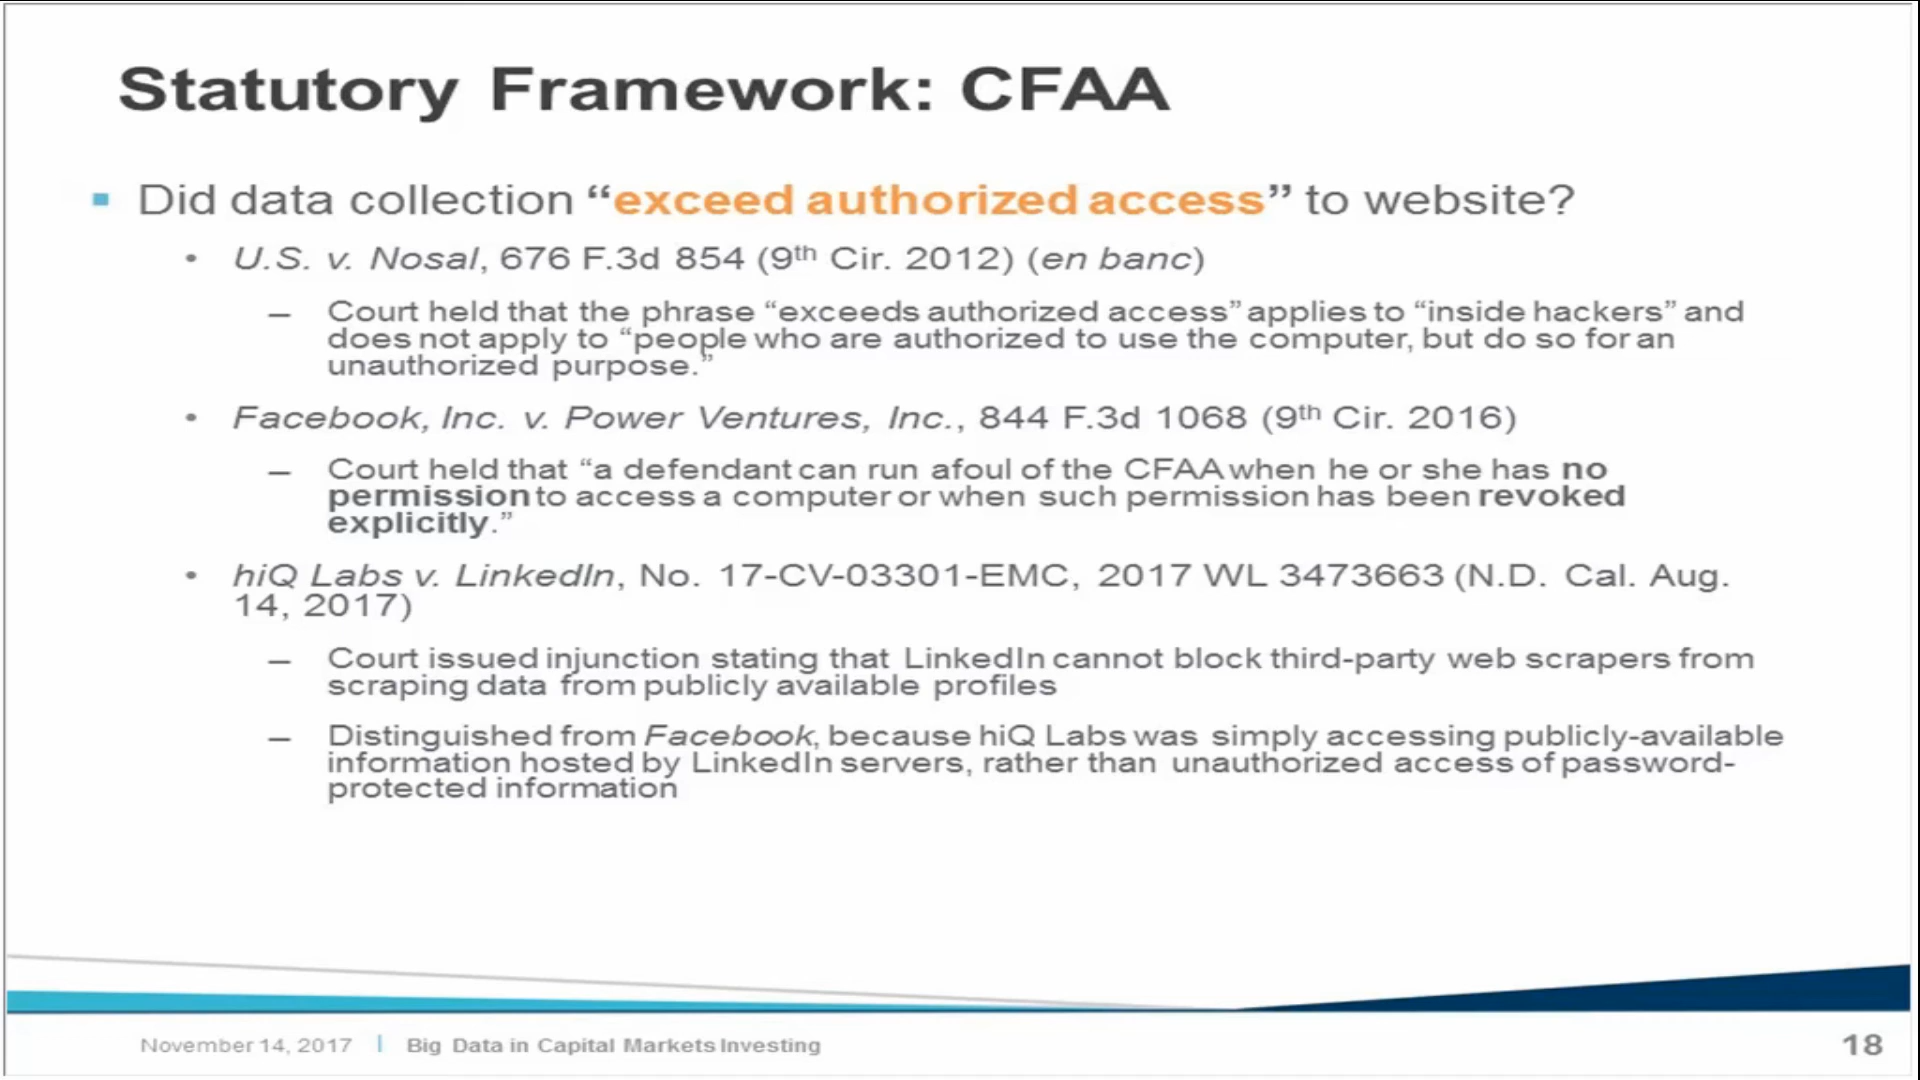 Statutory Framework: CFAA
▪ Did data collection “exceed authorized access” to website?
• U.S. v. Nosal, 676 F.3d 854 (9th Cir. 2012) (en banc)
– Court held that the phrase “exceeds authorized access” applies to “inside hackers” and
does not apply to “people who are authorized to use the computer, but do so for an
unauthorized purpose.”
• Facebook, Inc. v. Power Ventures, Inc., 844 F.3d 1068 (9th Cir. 2016)
– Court held that “a defendant can run afoul of the CFAA when he or she has no
permission to access a computer or when such permission has been revoked
explicitly.”
• hiQ Labs v. LinkedIn, No. 17-CV-03301-EMC, 2017 WL 3473663 (N.D. Cal. Aug.
14, 2017)
– Court issued injunction stating that LinkedIn cannot block third-party web scrapers from
scraping data from publicly available profiles
– Distinguished from Facebook, because hiQ Labs was simply accessing publicly-available
information hosted by LinkedIn servers, rather than unauthorized access of password-
protected information
November 14, 2017 | Big Data in Capital Markets Investing
18